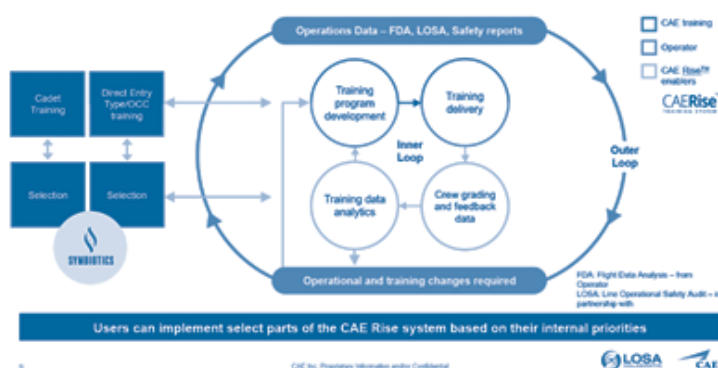 Operations Data – FDA, LOSA, Safety reports
CAE training
Operator
CAE Rise™
enablers
CAERise™
TRAINING SYSTEM
Cadet
Training
Direct Entry
Type/OCC
training
Selection
Selection
SYMBIOTICS
Training
program
development
Training
delivery
Inner
Loop
Outer
Loop
Training data
analytics
Crew grading
and feedback
data
Operational and training changes required
FDA: Flight Data Analysis – from
Operator
LOSA: Line Operational Safety Audit – in
partnership with
Users can implement select parts of the CAE Rise system based on their internal priorities
CAE Inc. Proprietary Information and/or Confidential
LOSA
CAE